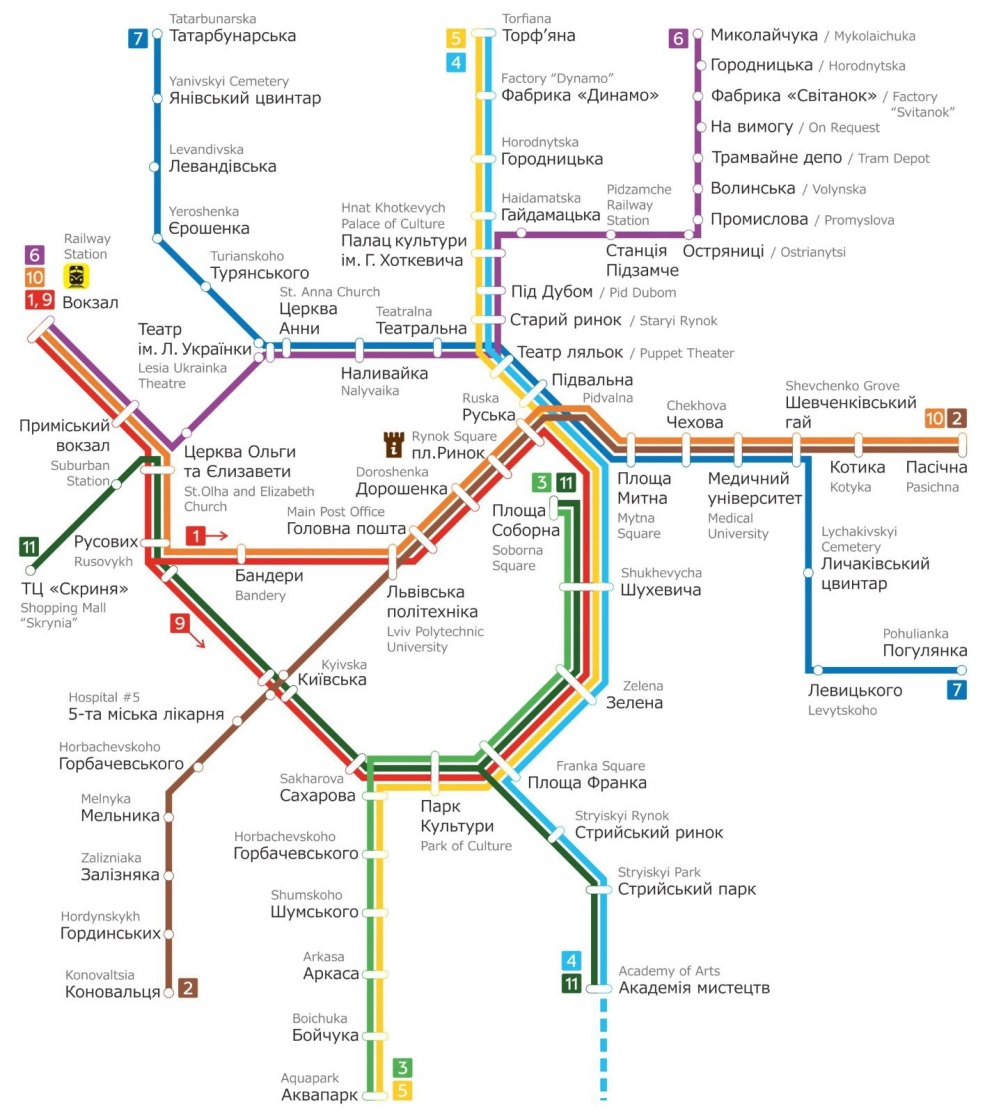 Tatarbunarska
7 Татарбунарська
Yanivskyi Cemetery
Янівський цвинтар
Levandivska
Левандівська
Yeroshenka
Єрошенка
Turianskoho
Турянського
Torfiana
5 Торф’яна
4
Factory “Dynamo”
Фабрика «Динамо»
Horodnytska
Городницька
Haidamatska
Гайдамацька
Hnat Khotkevych
Palace of Culture
Палац культури
ім. Г. Хоткевича
Під Дубом / Pid Dubom
Старий ринок / Staryi Rynok
Театр ляльок / Puppet Theater
6 Миколайчука / Mykolaichuka
Городницька / Horodnytska
Фабрика «Світанок» / Factory
“Svitanok”
На вимогу / On Request
Трамвайне депо / Tram Depot
Волинська / Volynska
Промислова / Promyslova
Остряниці / Ostrianytsi
Pidzamche
Railway
Station
Станція
Підзамче
6
10
1, 9
Railway
Station
Вокзал
Театр
ім. Л. Українки
Lesia Ukrainka
Theatre
St. Anna Church
Церква
Анни
Teatralna
Театральна
Наливайка
Nalyvaika
Підвальна
Pidvalna
Ruska
Руська
Rynok Square
пл.Ринок
Doroshenka
Дорошенка
Main Post Office
Головна пошта
Приміський
вокзал
Suburban
Station
Церква Ольги
та Єлизавети
St.Olha and Elizabeth
Church
11
ТЦ «Скриня»
Shopping Mall
“Skrynia”
Русових
Rusovykh
1
Бандери
Bandery
9
Львівська
політехніка
Lviv Polytechnic
University
3 11
Площа
Соборна
Soborna
Square
Chekhova
Чехова
Shevchenko Grove
Шевченківський
гай
10 2
Площа
Митна
Mytna
Square
Медичний
університет
Medical
University
Котика
Kotyka
Пасічна
Pasichna
Lychakivskyi
Cemetery
Личаківський
цвинтар
Pohulianka
Погулянка
7
Левицького
Levytskoho
Shukhevycha
Шухевича
Zelena
Зелена
Franka Square
Площа Франка
Stryiskyi Rynok
Стрийський ринок
Stryiskyi Park
Стрийський парк
4
11
Academy of Arts
Академія мистецтв
Kyivska
Київська
Hospital #5
5-та міська лікарня
Horbachevskoho
Горбачевського
Melnyka
Мельника
Zalizniaka
Залізняка
Hordynskykh
Гординських
Konovaltsia
Коновальця 2
Sakharova
Сахарова
Парк
Культури
Park of Culture
Horbachevskoho
Горбачевського
Shumskoho
Шумського
Arkasa
Аркаса
Boichuka
Бойчука
Aquapark
Аквапарк
3
5